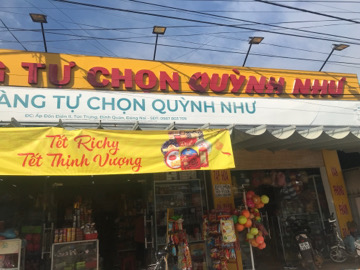 G TỰ CHỌN QUỲNH NHƯ
ÀNG TỰ CHỌN QUỲNH NHƯ
Tết Richy
Tết Thịnh Vượng